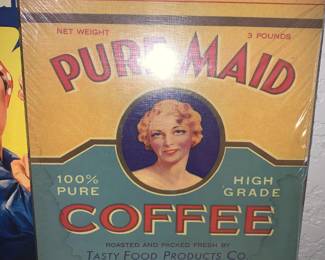 NET WEIGHT 3 POUNDS
PURE MAID
100% PURE
HIGH GRADE
COFFEE
ROASTED AND PACKED FRESH BY
TASTY FOOD PRODUCTS CO